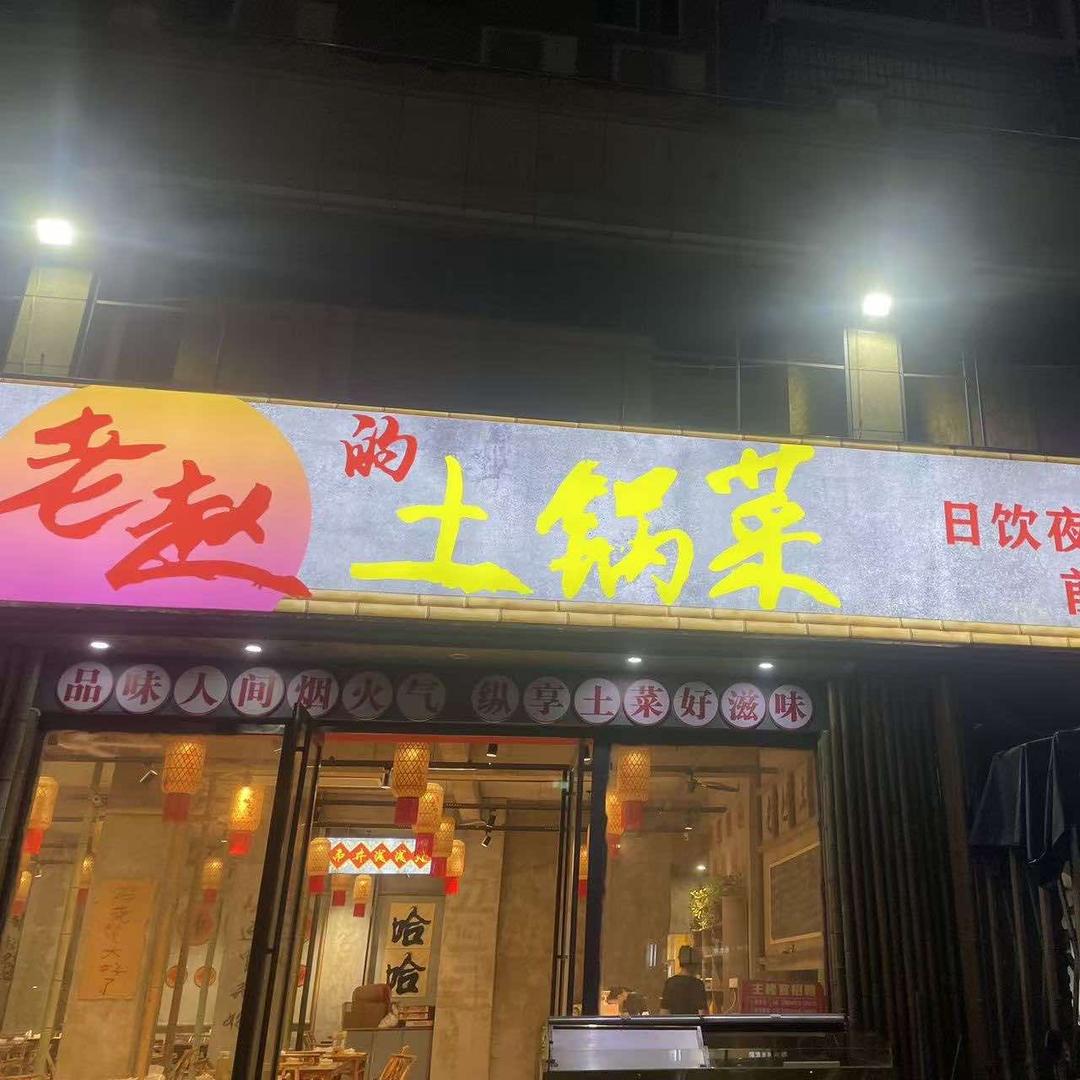 老赵的土锅菜
日饮夜
品味人间烟火气 纵享土菜好滋味
哈哈